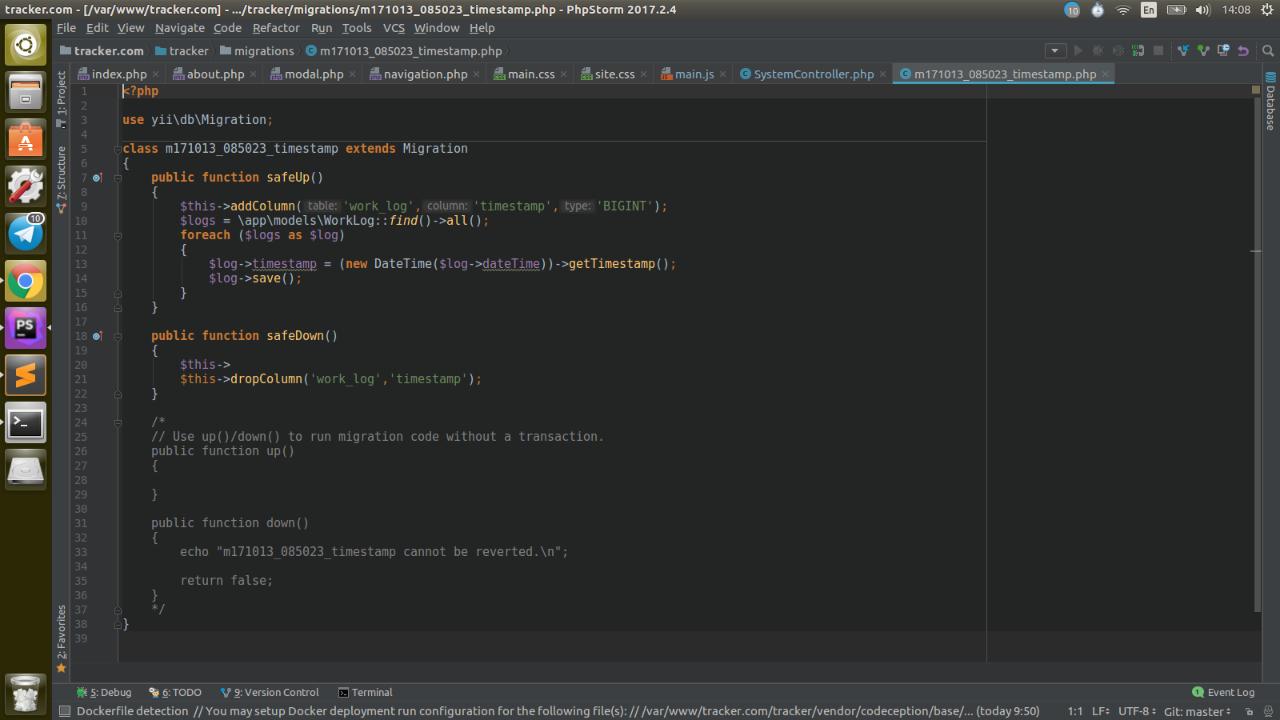 tracker.com - [/var/www/tracker.com] - .../tracker/migrations/m171013_085023_timestamp.php - PhpStorm 2017.2.4
10 En 14:08
File Edit View Navigate Code Refactor Run Tools VCS Window Help
tracker.com tracker migrations m171013_085023_timestamp.php
index.php about.php modal.php navigation.php main.css site.css main.js SystemController.php m171013_085023_timestamp.php
1: Project
7: Structure
2: Favorites
Database
10
PS
1 <?php
2
3 use yii\db\Migration;
4
5 class m171013_085023_timestamp extends Migration
6 {
7 public function safeUp()
8 {
9 $this->addColumn( table: 'work_log', column: 'timestamp', type: 'BIGINT');
10 $logs = \app\models\WorkLog::find()->all();
11 foreach ($logs as $log)
12 {
13 $log->timestamp = (new DateTime($log->dateTime))->getTimestamp();
14 $log->save();
15 }
16 }
17
18 public function safeDown()
19 {
20 $this->
21 $this->dropColumn('work_log','timestamp');
22 }
23
24 /*
25 // Use up()/down() to run migration code without a transaction.
26 public function up()
27 {
28
29 }
30
31 public function down()
32 {
33 echo "m171013_085023_timestamp cannot be reverted.\n";
34
35 return false;
36 }
37 */
38 }
39
5: Debug 6: TODO 9: Version Control Terminal 1 Event Log
Dockerfile detection // You may setup Docker deployment run configuration for the following file(s): // /var/www/tracker.com/tracker/vendor/codeception/base/... (today 9:50) 1:1 LF÷ UTF-8÷ Git: master÷